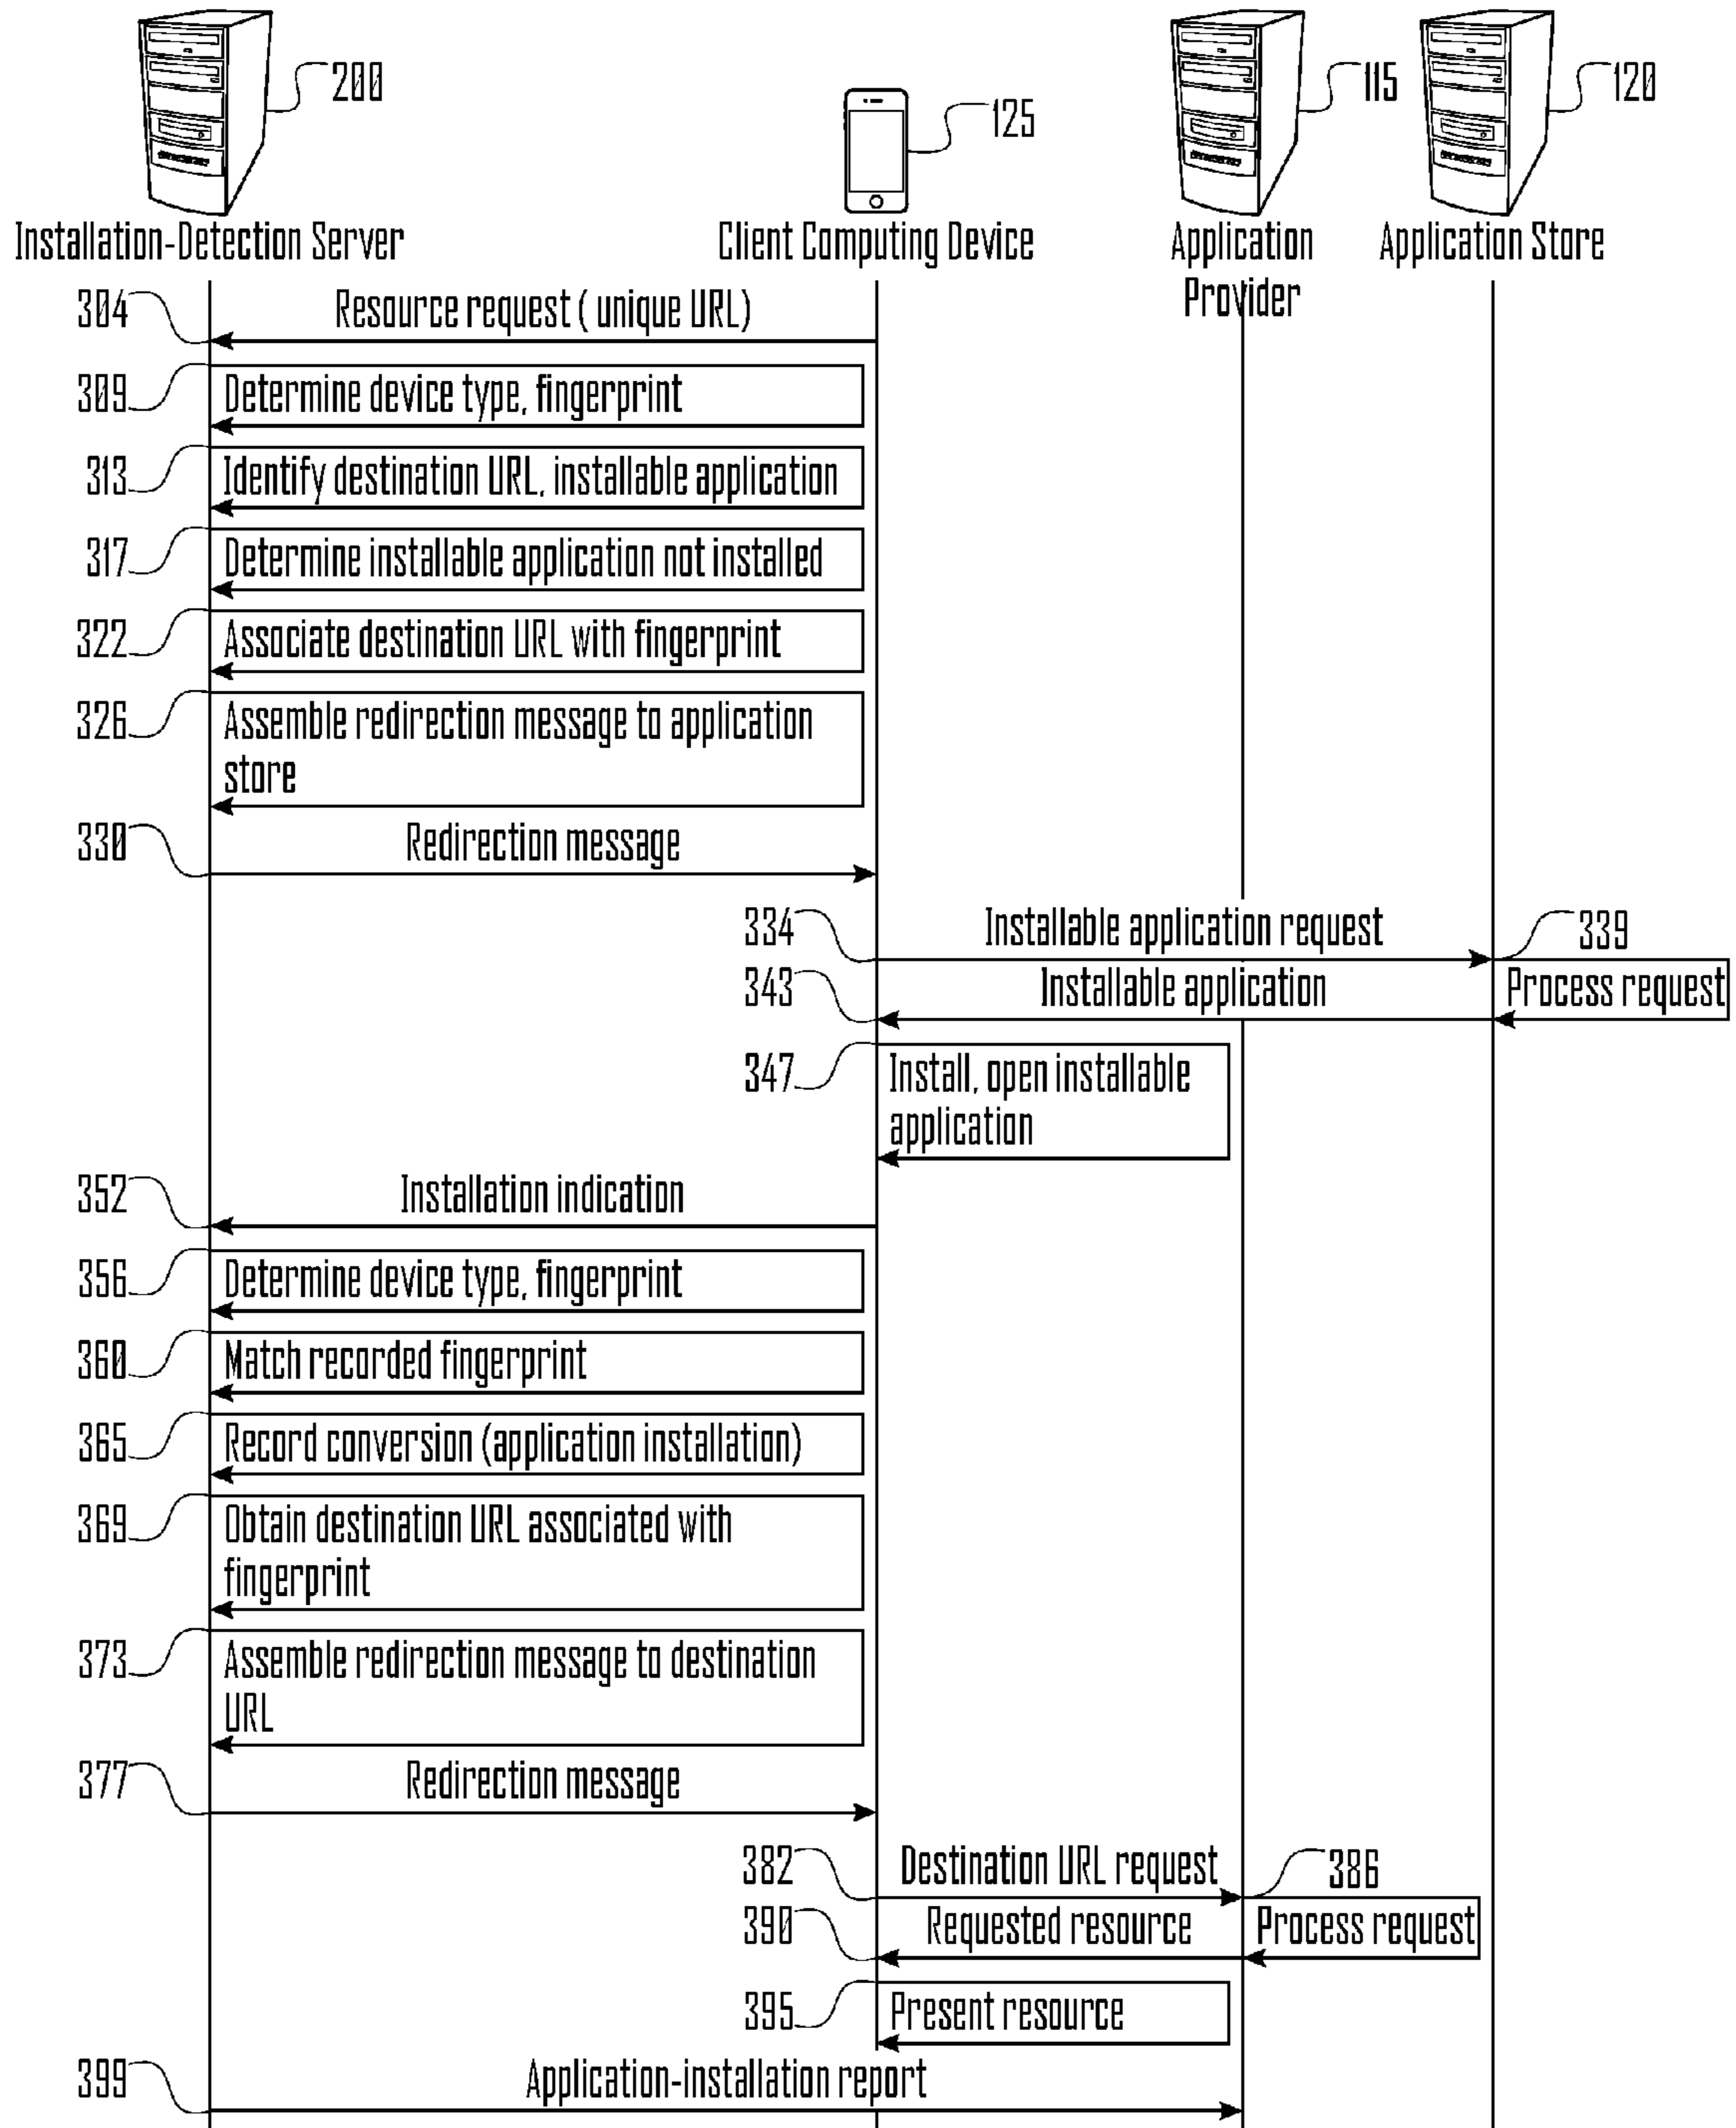 200
125
115
120
Installation-Detection Server
Client Computing Device
Application
Provider
Application Store
304
Resource request ( unique URL)
309
Determine device type, fingerprint
313
Identify destination URL, installable application
317
Determine installable application not installed
322
Associate destination URL with fingerprint
326
Assemble redirection message to application
store
330
Redirection message
334
Installable application request
339
343
Installable application
Process request
347
Install, open installable
application
352
Installation indication
356
Determine device type, fingerprint
360
Match recorded fingerprint
365
Record conversion (application installation)
369
Obtain destination URL associated with
fingerprint
373
Assemble redirection message to destination
URL
377
Redirection message
382
Destination URL request
386
390
Requested resource
Process request
395
Present resource
399
Application-installation report